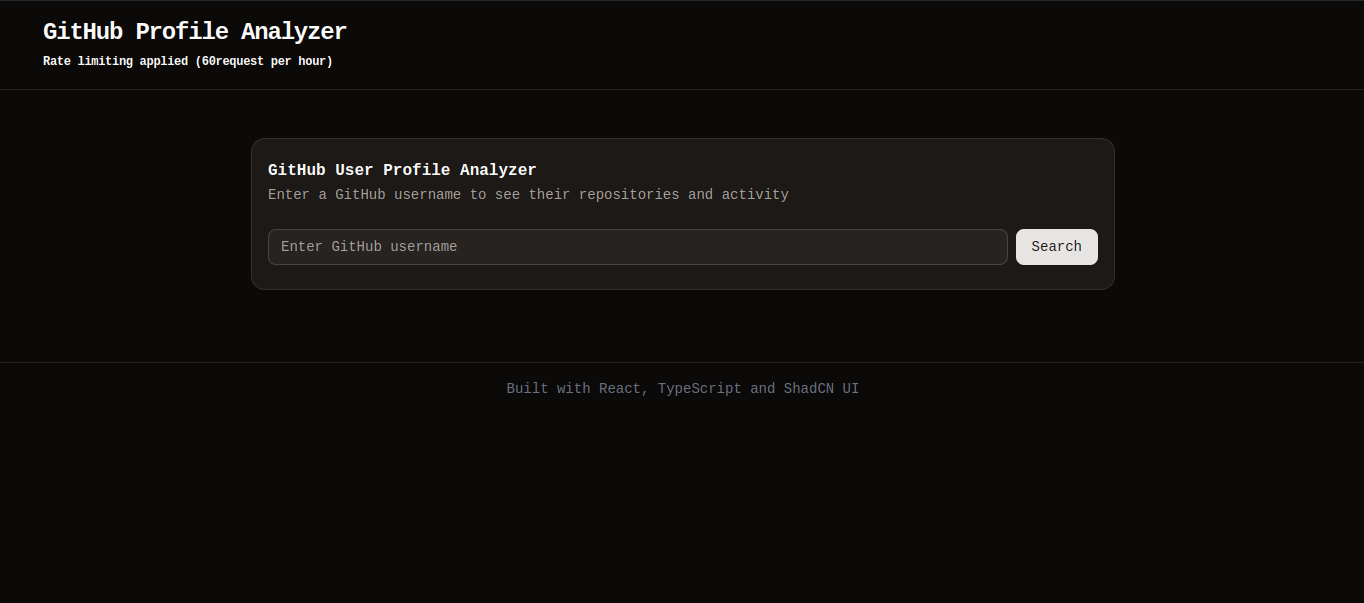 GitHub Profile Analyzer
Rate limiting applied (60request per hour)
GitHub User Profile Analyzer
Enter a GitHub username to see their repositories and activity
Enter GitHub username
Search
Built with React, TypeScript and ShadCN UI